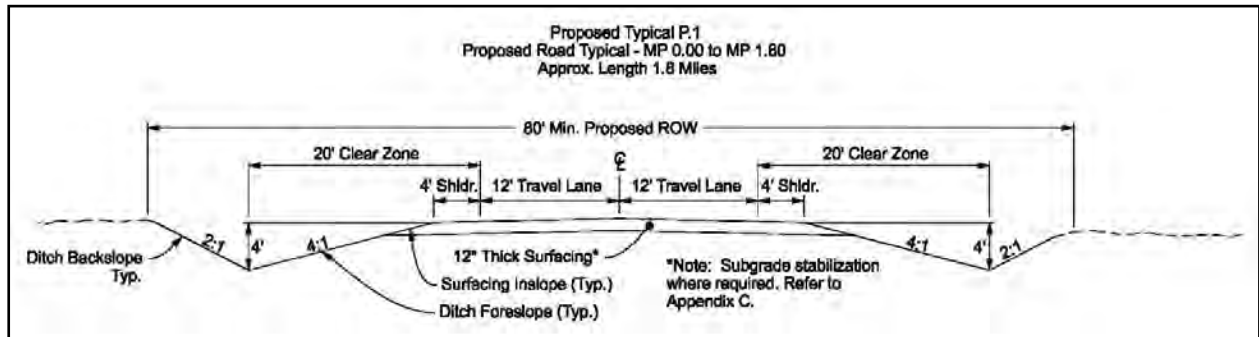 Proposed Typical P.1
Proposed Road Typical - MP 0.00 to MP 1.80
Approx. Length 1.8 Miles
80' Min. Proposed ROW
20' Clear Zone
℄
20' Clear Zone
4' Shldr.
12' Travel Lane
12' Travel Lane
4' Shldr.
2:1
4'
4:1
4:1
4'
2:1
Ditch Backslope
Typ.
12" Thick Surfacing*
Surfacing Inslope (Typ.)
Ditch Foreslope (Typ.)
*Note: Subgrade stabilization
where required. Refer to
Appendix C.